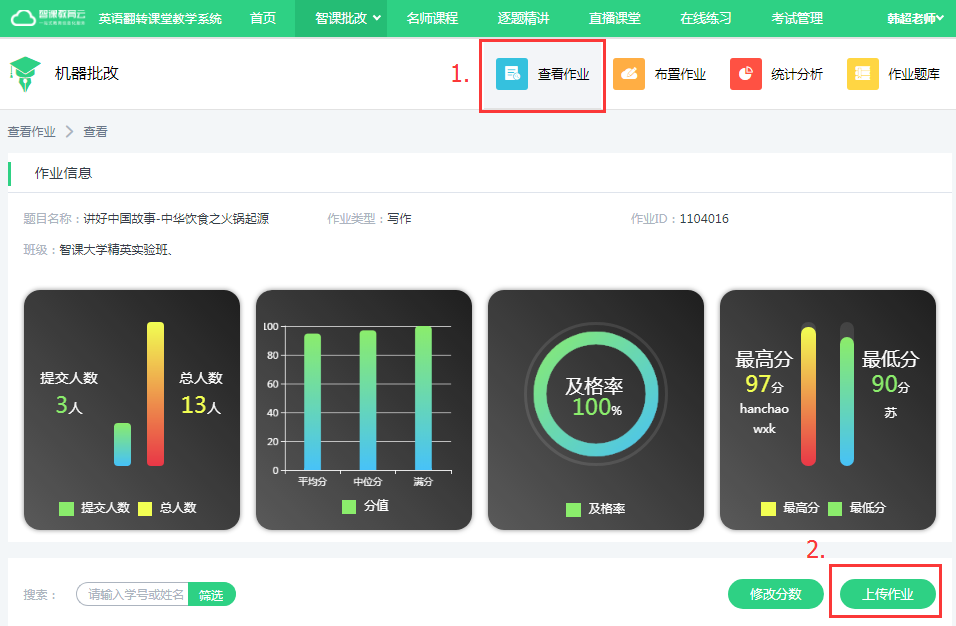 智课教育云 英语翻转课堂教学系统 首页 智课批改 名师课程 逐题精讲 直播课堂 在线练习 考试管理 韩超老师
机器批改 1. 查看作业 布置作业 统计分析 作业题库
查看作业 查看
作业信息
题目名称：讲好中国故事-中华饮食之火锅起源 作业类型：写作 作业ID：1104016
班级：智课大学精英实验班、
提交人数
3人
总人数
13人
提交人数 总人数
100
80
60
40
20
0
平均分 中位分 满分
分值
及格率
100%
及格率
最高分
97分
hanchao
wxk
最低分
90分
苏
最高分 最低分
2.
搜索： 请输入学号或姓名 筛选 修改分数 上传作业